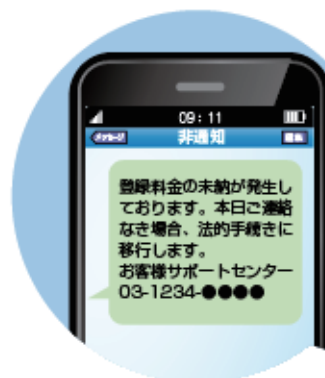 09:11
メッセージ
非通知
編集
登録料金の未納が発生し
ております。本日ご連絡
なき場合、法的手続きに
移行します。
お客様サポートセンター
03-1234-●●●●